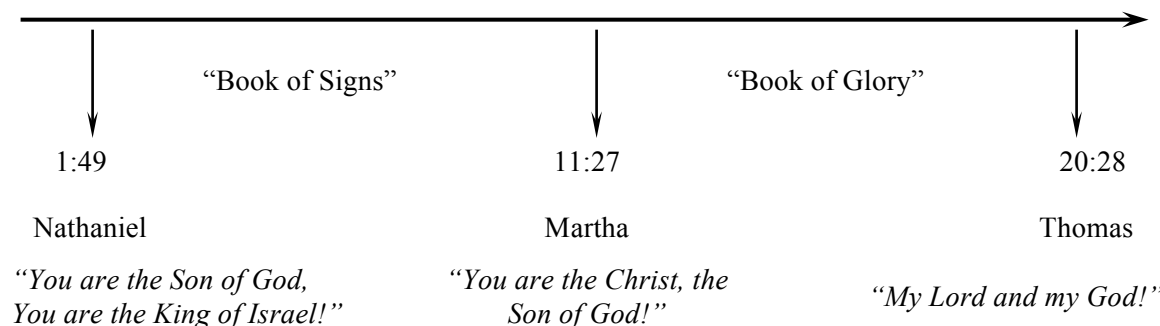 “Book of Signs” “Book of Glory”
1:49 11:27 20:28
Nathaniel Martha Thomas
“You are the Son of God,
You are the King of Israel!”
“You are the Christ, the
Son of God!”
“My Lord and my God!”